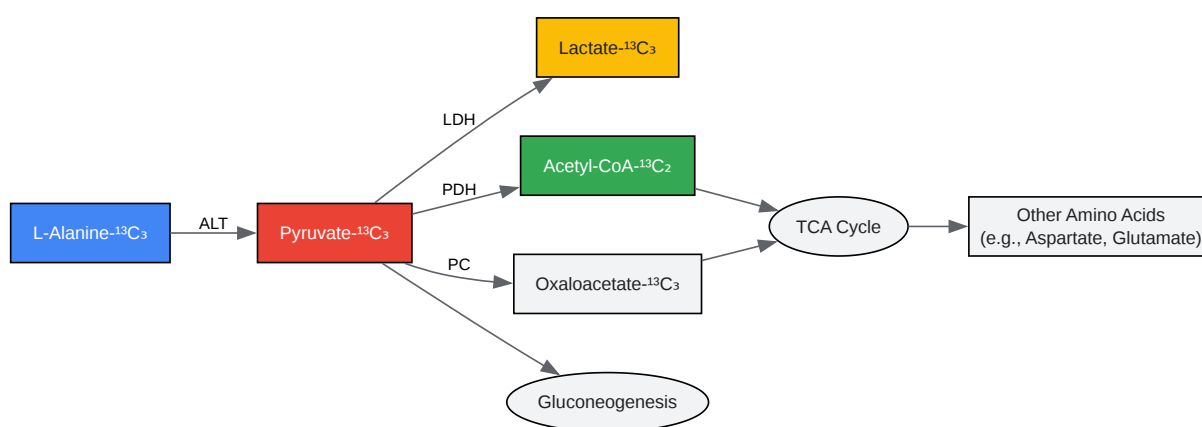 Lactate-¹³C₃
LDH
Acetyl-CoA-¹³C₂
PDH
L-Alanine-¹³C₃
ALT
Pyruvate-¹³C₃
TCA Cycle
Other Amino Acids
(e.g., Aspartate, Glutamate)
PC
Oxaloacetate-¹³C₃
Gluconeogenesis